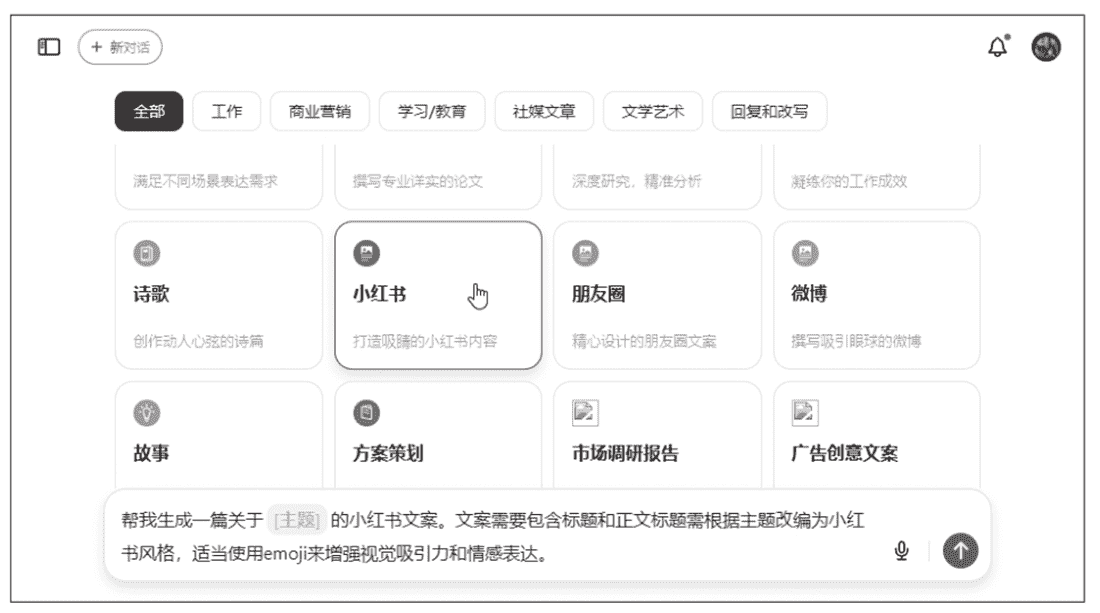 新对话
全部 工作 商业营销 学习/教育 社媒文章 文学艺术 回复和改写
满足不同场景表达需求 撰写专业详实的论文 深度研究，精准分析 凝练你的工作成效
诗歌 小红书 朋友圈 微博
创作动人心弦的诗篇 打造吸睛的小红书内容 精心设计的朋友圈文案 撰写吸引眼球的微博
故事 方案策划 市场调研报告 广告创意文案
帮我生成一篇关于 [主题] 的小红书文案。文案需要包含标题和正文标题需根据主题改编为小红
书风格，适当使用emoji来增强视觉吸引力和情感表达。